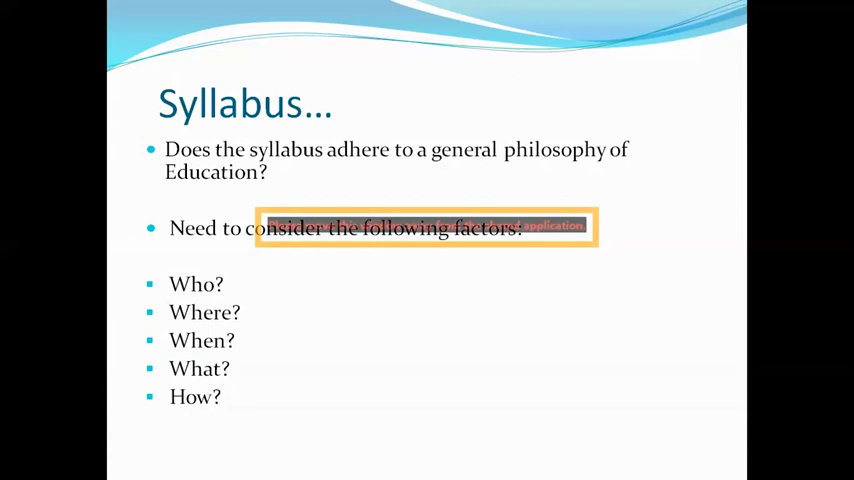 Syllabus...
Does the syllabus adhere to a general philosophy of
Education?
Need to consider the following factors:
Who?
Where?
When?
What?
How?